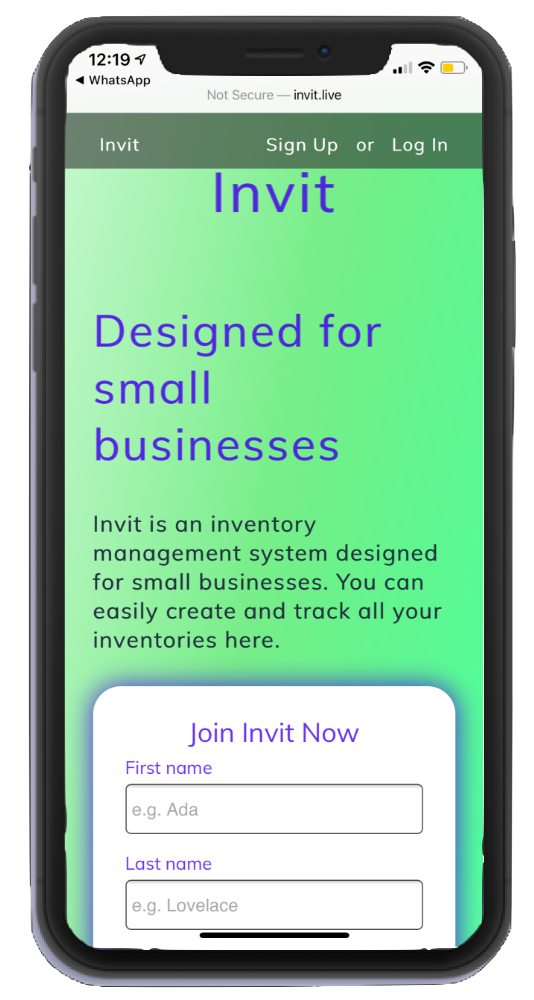 12:19
◀ WhatsApp
Not Secure — invit.live
Invit Sign Up or Log In
Invit
Designed for
small
businesses
Invit is an inventory
management system designed
for small businesses. You can
easily create and track all your
inventories here.
Join Invit Now
First name
e.g. Ada
Last name
e.g. Lovelace